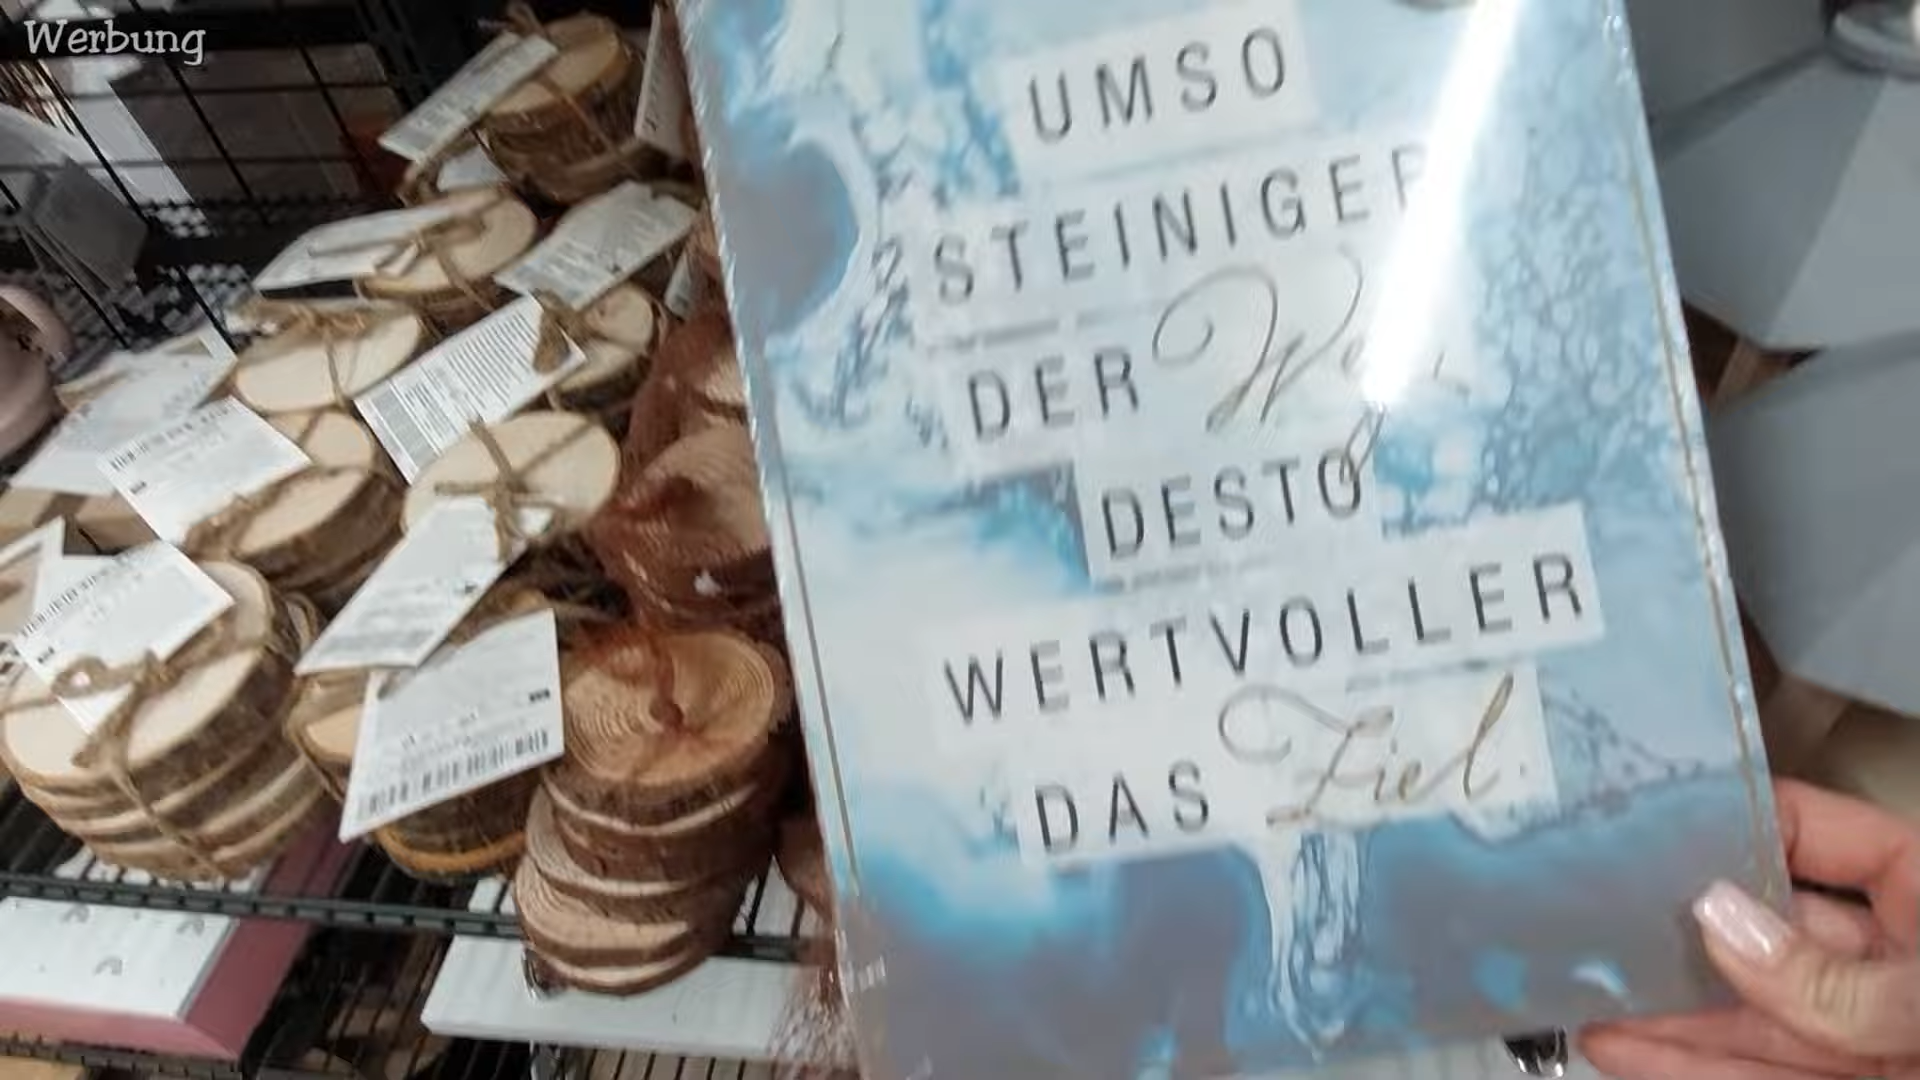 Werbung
UMSO
STEINIGER
DER Weg
DESTO
WERTVOLLER
DAS Ziel.